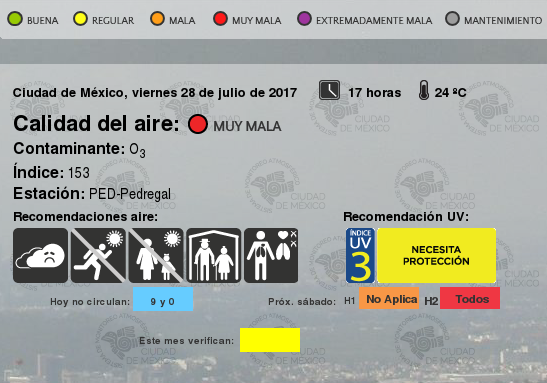 BUENA REGULAR MALA MUY MALA EXTREMADAMENTE MALA MANTENIMIENTO
Ciudad de México, viernes 28 de julio de 2017 17 horas 24 ºC
Calidad del aire: MUY MALA
Contaminante: O3
Índice: 153
Estación: PED-Pedregal
Recomendaciones aire: Recomendación UV:
ÍNDICE
UV
3
NECESITA
PROTECCIÓN
Hoy no circulan: 9 y 0 Próx. sábado: H1 No Aplica H2 Todos
Este mes verifican:
CIUDAD
DE MÉXICO